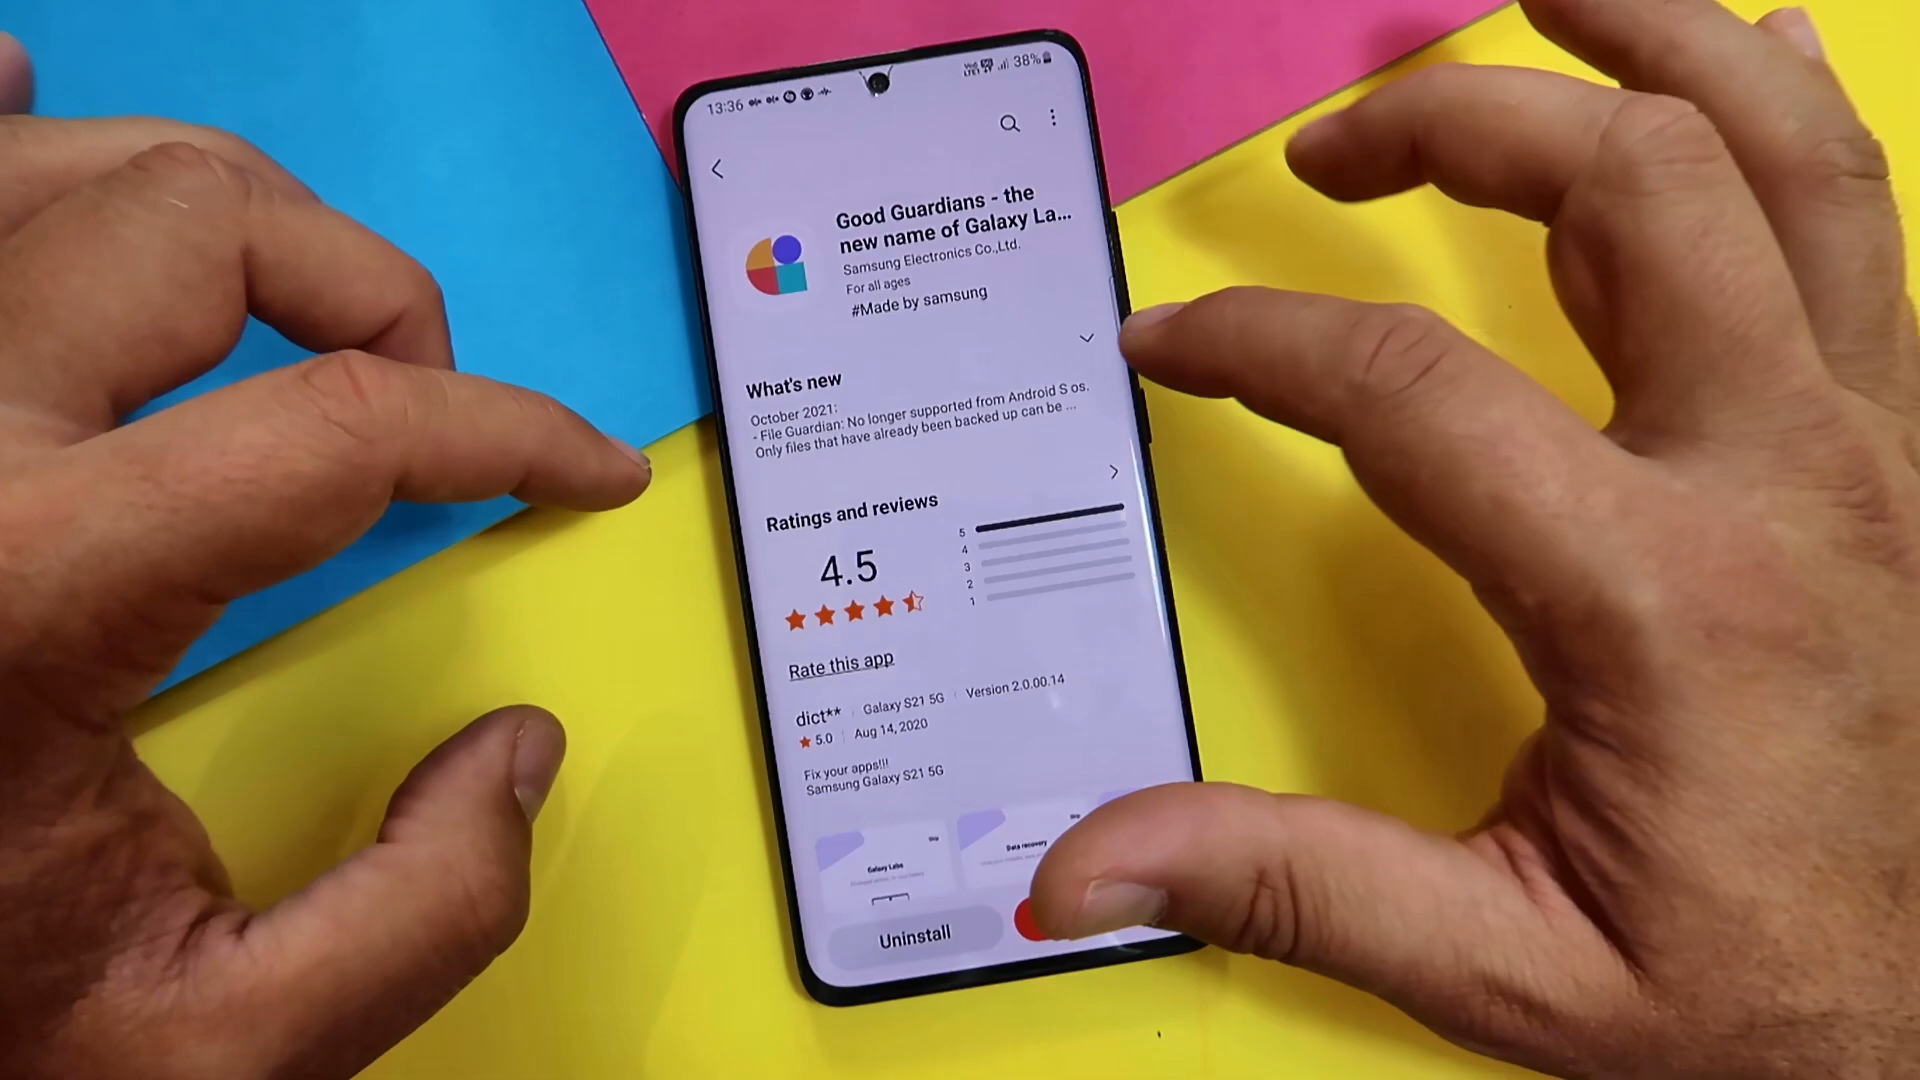 13:36
38%
Good Guardians - the
new name of Galaxy La...
Samsung Electronics Co.,Ltd.
For all ages
#Made by samsung
What's new
October 2021:
- File Guardian: No longer supported from Android S os.
Only files that have already been backed up can be ...
Ratings and reviews
4.5
5
4
3
2
1
Rate this app
dict** Galaxy S21 5G Version 2.0.00.14
5.0 Aug 14, 2020
Fix your apps!!!
Samsung Galaxy S21 5G
Galaxy Labs
Data recovery
Uninstall